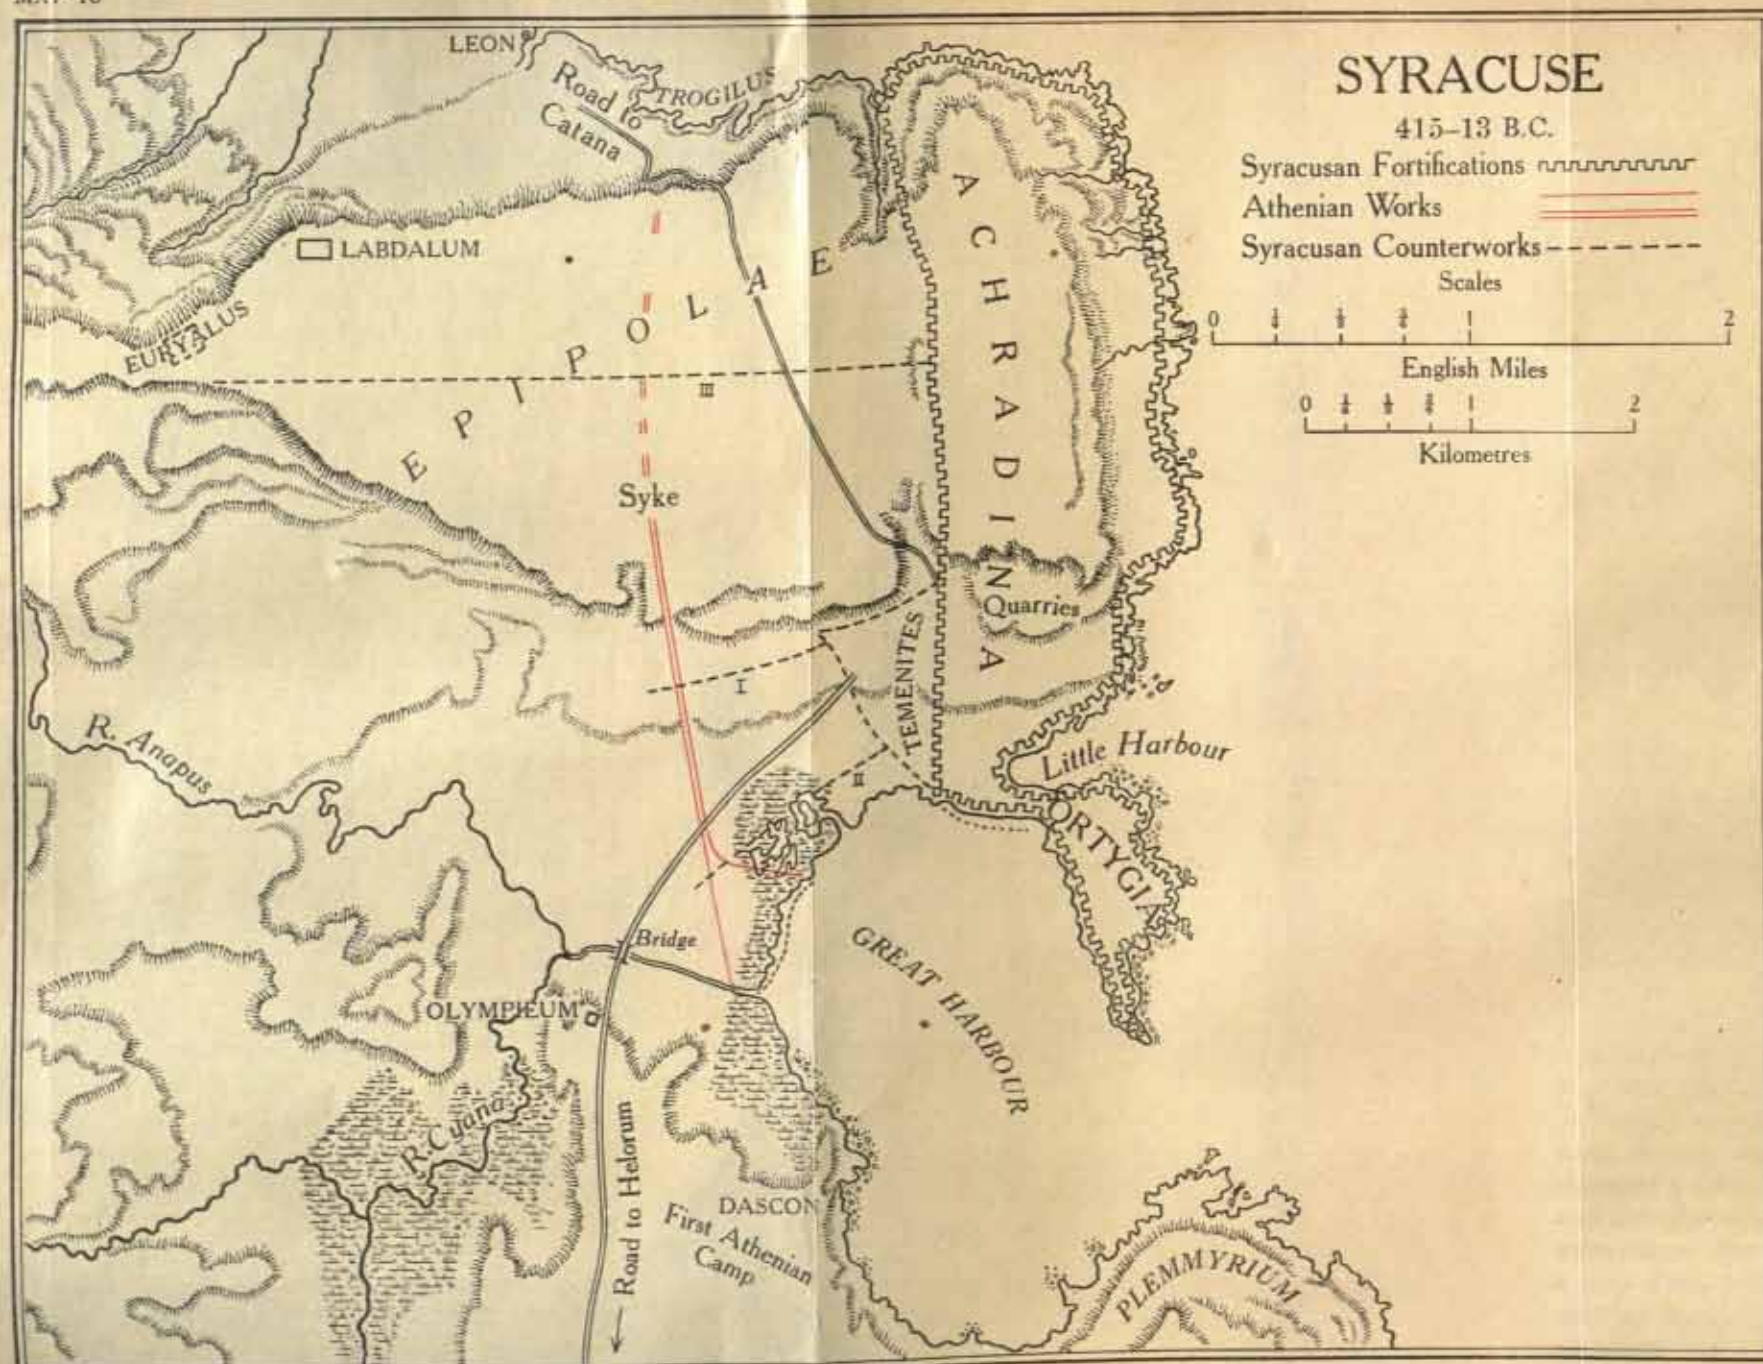 SYRACUSE
415–13 B.C.
Syracusan Fortifications
Athenian Works
Syracusan Counterworks
Scales
0 ¼ ½ ¾ 1 2
English Miles
0 ¼ ½ ¾ 1 2
Kilometres
LEON
Road to
Catana
TROGILUS
LABDALUM
EURYALUS
EPIPOLAE
ACHRADINA
III
Syke
Quarries
TEMENITES
I
R. Anapus
Little Harbour
II
ORTYGIA
Bridge
GREAT HARBOUR
OLYMPIEUM
R. Cyana
Road to Helorum
DASCON
First Athenian
Camp
PLEMMYRIUM